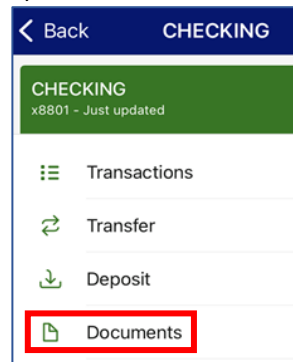 Back CHECKING
CHECKING
x8801 - Just updated
Transactions
Transfer
Deposit
Documents